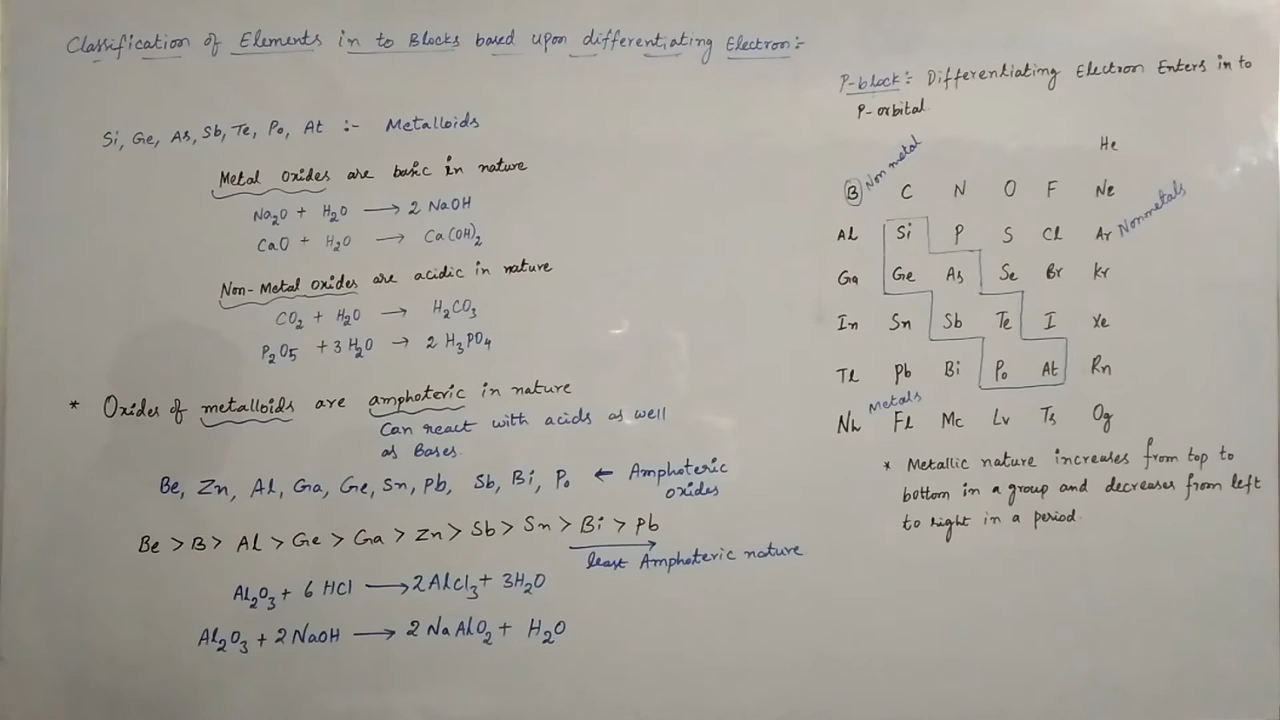 Classification of Elements in to Blocks based upon differentiating Electron:-
Si, Ge, As, Sb, Te, Po, At :- Metalloids
Metal Oxides are basic in nature
Na₂O + H₂O ⟶ 2 NaOH
CaO + H₂O ⟶ Ca(OH)₂
Non-Metal oxides are acidic in nature
CO₂ + H₂O → H₂CO₃
P₂O₅ + 3H₂O → 2 H₃PO₄
* Oxides of metalloids are amphoteric in nature
Can react with acids as well
as Bases.
Be, Zn, Al, Ga, Ge, Sn, Pb, Sb, Bi, Po ← Amphoteric
oxides
Be > B > Al > Ge > Ga > Zn > Sb > Sn > Bi > Pb
least Amphoteric nature
Al₂O₃ + 6 HCl ⟶ 2AlCl₃ + 3H₂O
Al₂O₃ + 2NaOH ⟶ 2 NaAlO₂ + H₂O
P-block:- Differentiating Electron Enters in to
P-orbital.
He
B Non metal C N O F Ne
Al Si P S Cl Ar Nonmetals
Ga Ge As Se Br Kr
In Sn Sb Te I Xe
Tl Pb Bi Po At Rn
Metals
Nh Fl Mc Lv Ts Og
* Metallic nature increases from top to
bottom in a group and decreases from left
to right in a period.